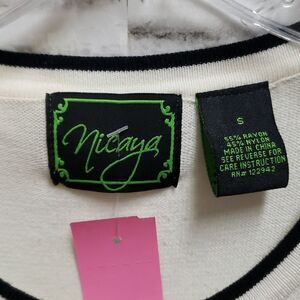 nicaya
S
55% RAYON
45% NYLON
MADE IN CHINA
SEE REVERSE FOR
CARE INSTRUCTION
RN# 122942